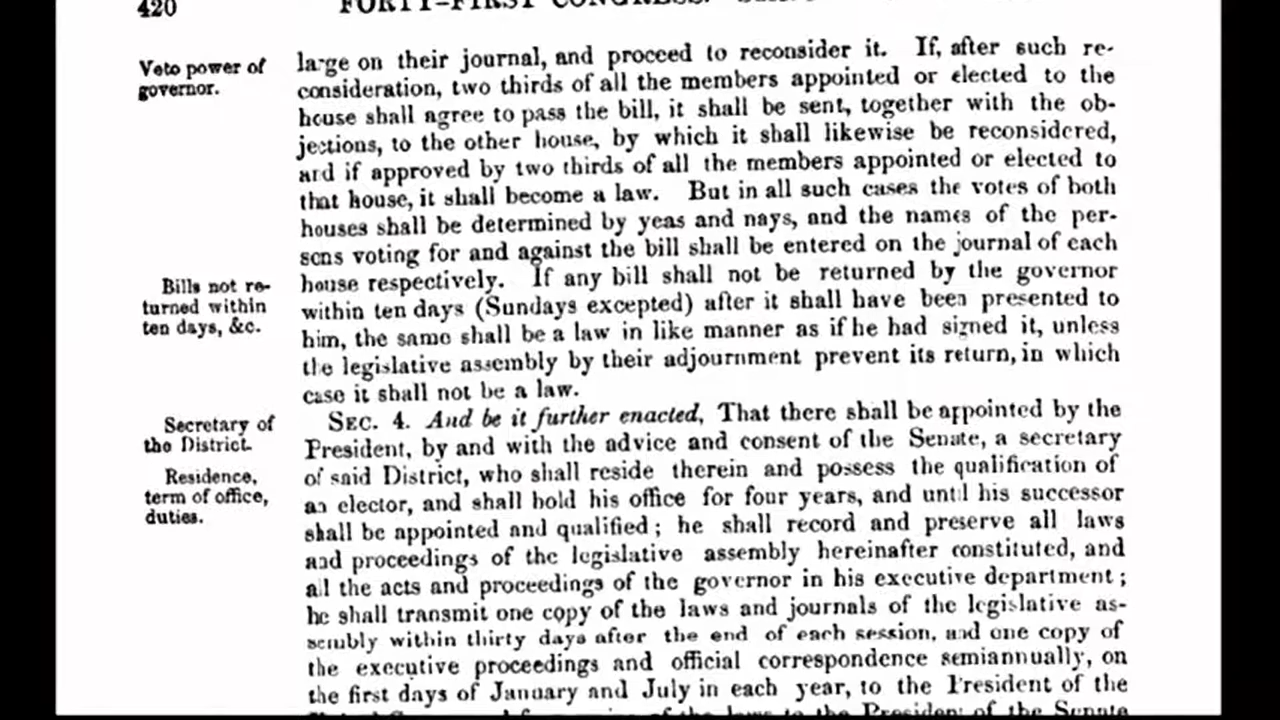 420
FORTY-FIRST CONGRESS.
Veto power of
governor.
large on their journal, and proceed to reconsider it. If, after such re-
consideration, two thirds of all the members appointed or elected to the
house shall agree to pass the bill, it shall be sent, together with the ob-
jections, to the other house, by which it shall likewise be reconsidered,
and if approved by two thirds of all the members appointed or elected to
that house, it shall become a law. But in all such cases the votes of both
houses shall be determined by yeas and nays, and the names of the per-
sons voting for and against the bill shall be entered on the journal of each
Bills not re-
turned within
ten days, &c.
house respectively. If any bill shall not be returned by the governor
within ten days (Sundays excepted) after it shall have been presented to
him, the same shall be a law in like manner as if he had signed it, unless
the legislative assembly by their adjournment prevent its return, in which
case it shall not be a law.
Secretary of
the District.
Residence,
term of office,
duties.
SEC. 4. And be it further enacted, That there shall be appointed by the
President, by and with the advice and consent of the Senate, a secretary
of said District, who shall reside therein and possess the qualification of
an elector, and shall hold his office for four years, and until his successor
shall be appointed and qualified; he shall record and preserve all laws
and proceedings of the legislative assembly hereinafter constituted, and
all the acts and proceedings of the governor in his executive department;
he shall transmit one copy of the laws and journals of the legislative as-
sembly within thirty days after the end of each session, and one copy of
the executive proceedings and official correspondence semiannually, on
the first days of January and July in each year, to the President of the
of the laws to the President of the Senate